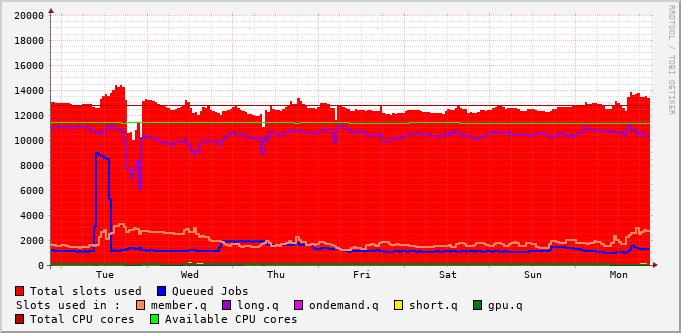 20000
18000
16000
14000
12000
10000
8000
6000
4000
2000
0
Tue Wed Thu Fri Sat Sun Mon
RRDTOOL / TOBI OETIKER
Total slots used Queued Jobs
Slots used in : member.q long.q ondemand.q short.q gpu.q
Total CPU cores Available CPU cores